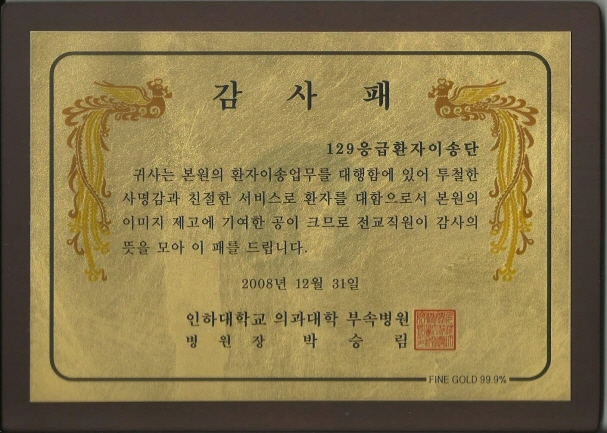 감 사 패
129응급환자이송단
귀사는 본원의 환자이송업무를 대행함에 있어 투철한
사명감과 친절한 서비스로 환자를 대함으로서 본원의
이미지 제고에 기여한 공이 크므로 전교직원이 감사의
뜻을 모아 이 패를 드립니다.
2008년 12월 31일
인하대학교 의과대학 부속병원
병 원 장 박 승 림
FINE GOLD 99.9%